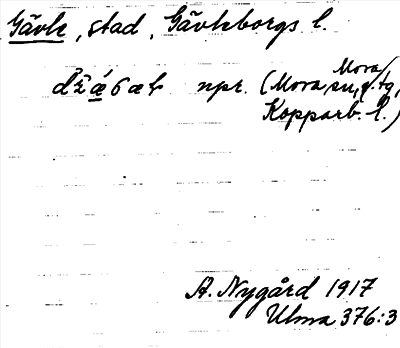 Gävle, stad, Gävleborgs l.
npr. (Mora sn, Mora f. tg,
Kopparb. l.)
A. Nygård 1917
Ulma 376:3